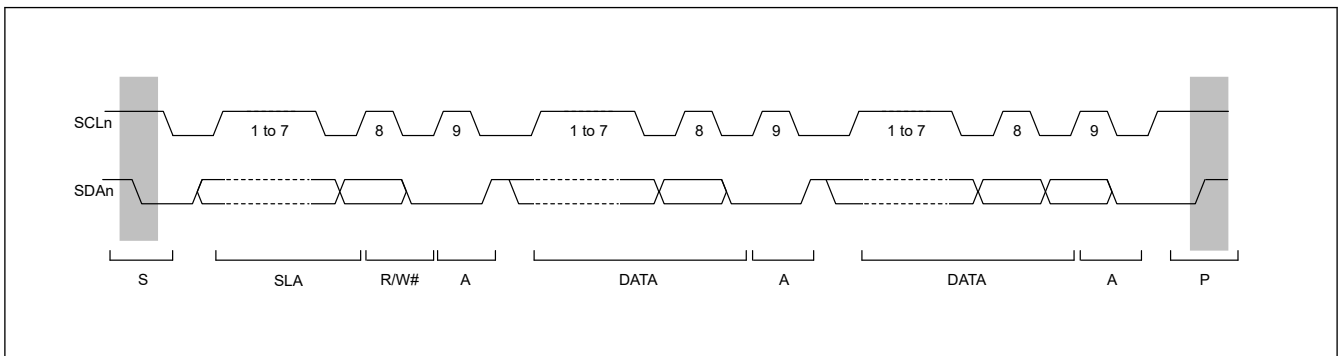 SCLn
1 to 7 8 9 1 to 7 8 9 1 to 7 8 9
SDAn
S SLA R/W# A DATA A DATA A P